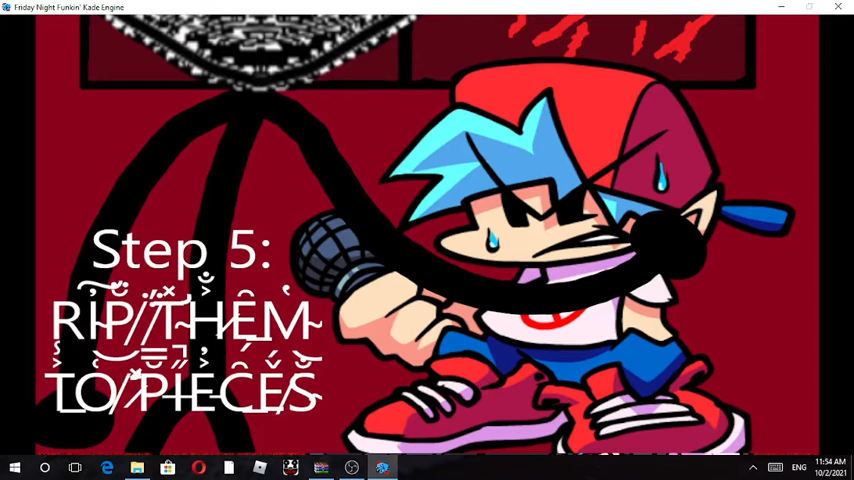 Friday Night Funkin' Kade Engine
Step 5:
RIP THEM
TO PIECES
ENG
11:54 AM
10/2/2021